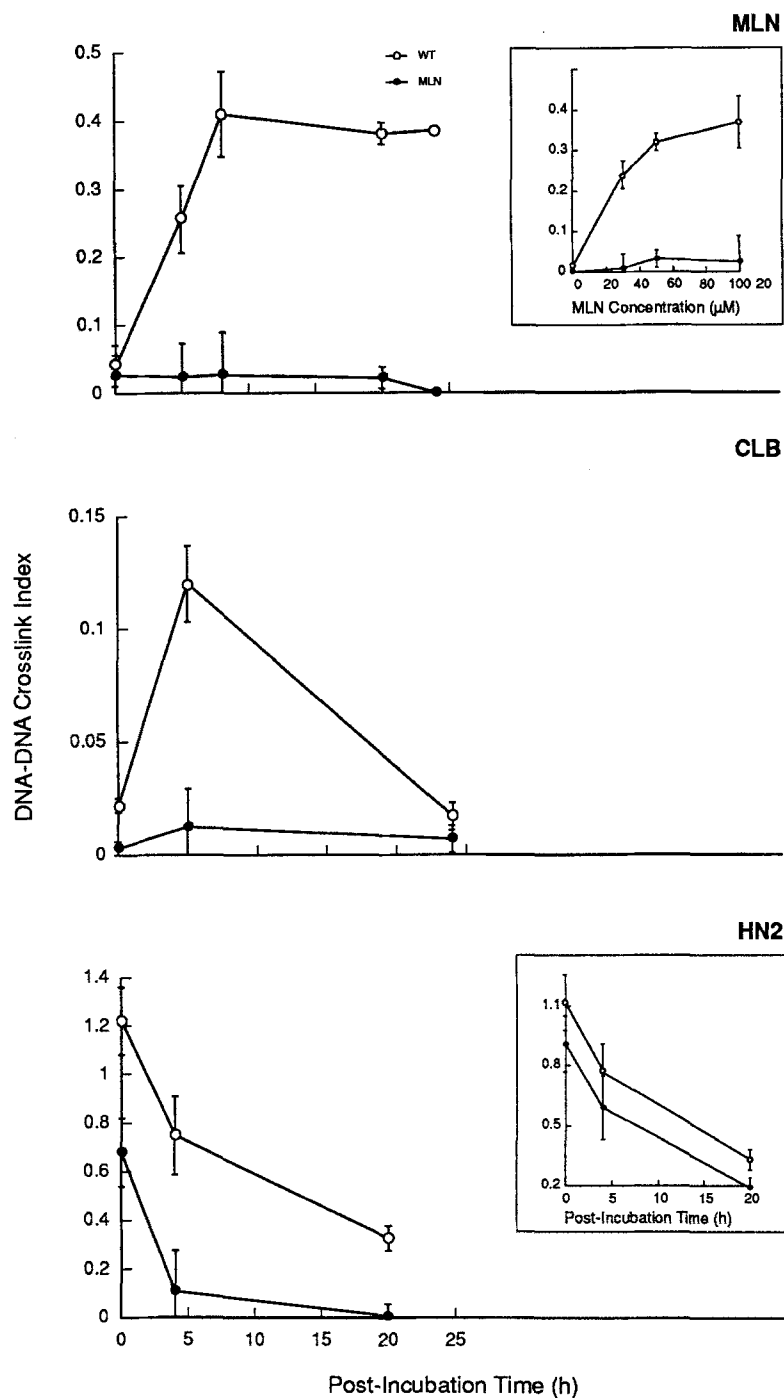 MLN
0.5
0.4
0.3
0.2
0.1
0
WT
MLN
0.4
0.3
0.2
0.1
0
0 20 40 60 80 100 20
MLN Concentration (µM)
CLB
0.15
0.1
0.05
0
DNA-DNA Crosslink Index
HN2
1.4
1.2
1
0.8
0.6
0.4
0.2
0
0 5 10 15 20 25
1.1
0.8
0.5
0.2
0 5 10 15 20
Post-Incubation Time (h)
Post-Incubation Time (h)